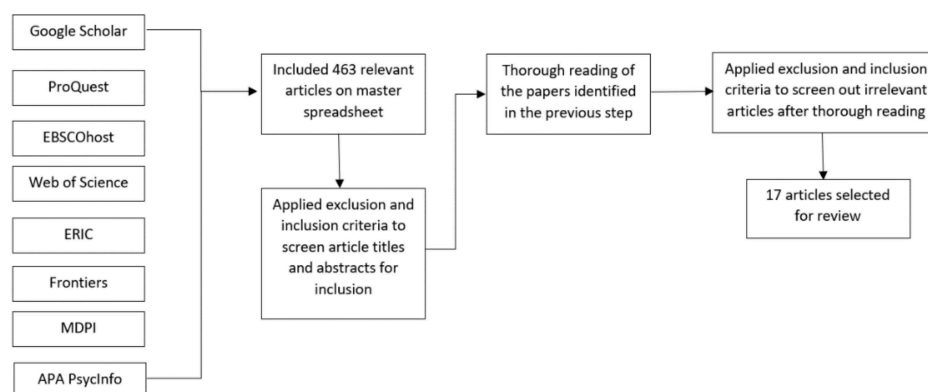 Google Scholar
ProQuest
EBSCOhost
Web of Science
ERIC
Frontiers
MDPI
APA PsycInfo
Included 463 relevant
articles on master
spreadsheet
Applied exclusion and
inclusion criteria to
screen article titles
and abstracts for
inclusion
Thorough reading of
the papers identified
in the previous step
Applied exclusion and inclusion
criteria to screen out irrelevant
articles after thorough reading
17 articles selected
for review